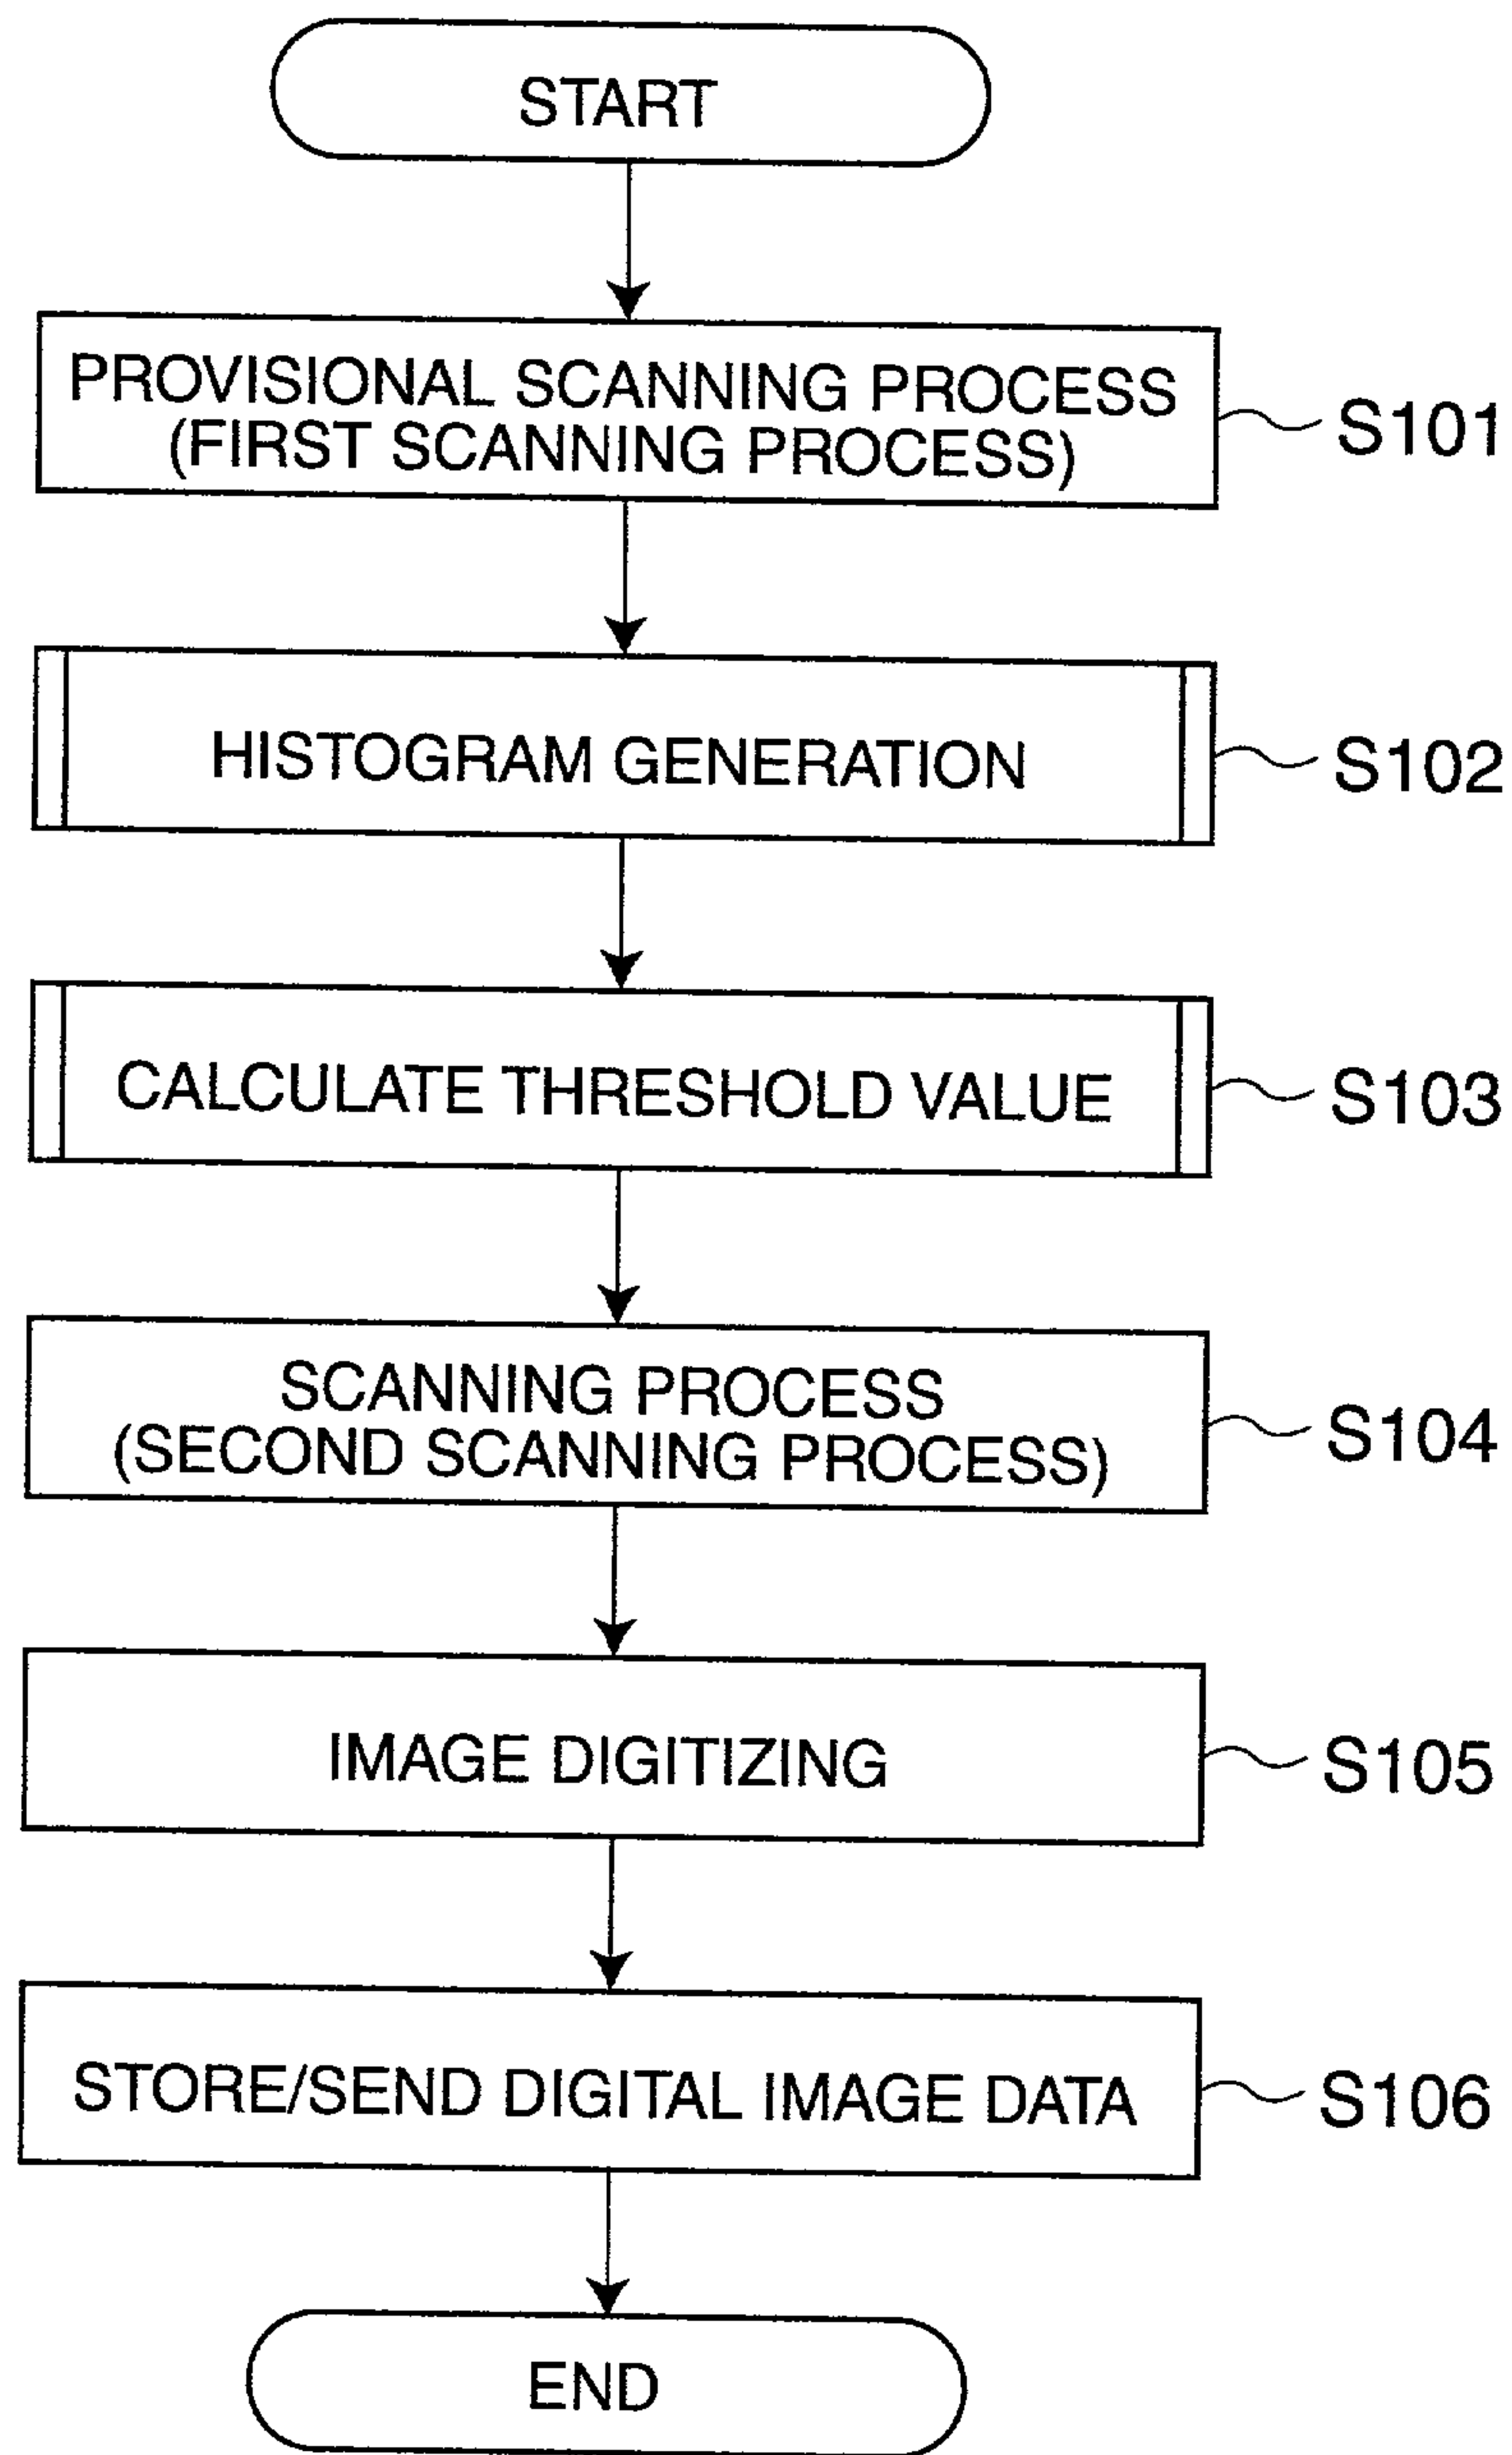 START
PROVISIONAL SCANNING PROCESS
(FIRST SCANNING PROCESS)
S101
HISTOGRAM GENERATION
S102
CALCULATE THRESHOLD VALUE
S103
SCANNING PROCESS
(SECOND SCANNING PROCESS)
S104
IMAGE DIGITIZING
S105
STORE/SEND DIGITAL IMAGE DATA
S106
END